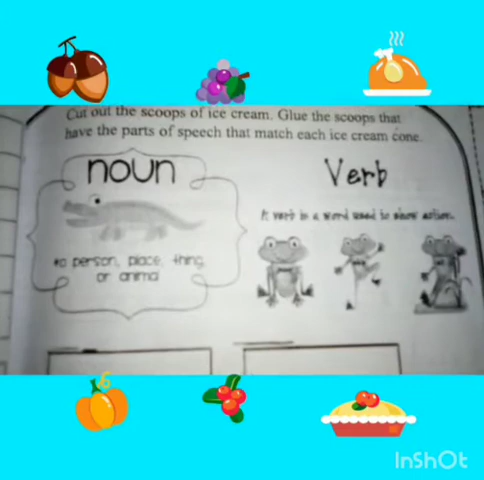 Cut out the scoops of ice cream. Glue the scoops that
have the parts of speech that match each ice cream cone.
noun
Verb
A verb is a word used to show action.
person, place, thing,
or animal
InShOt